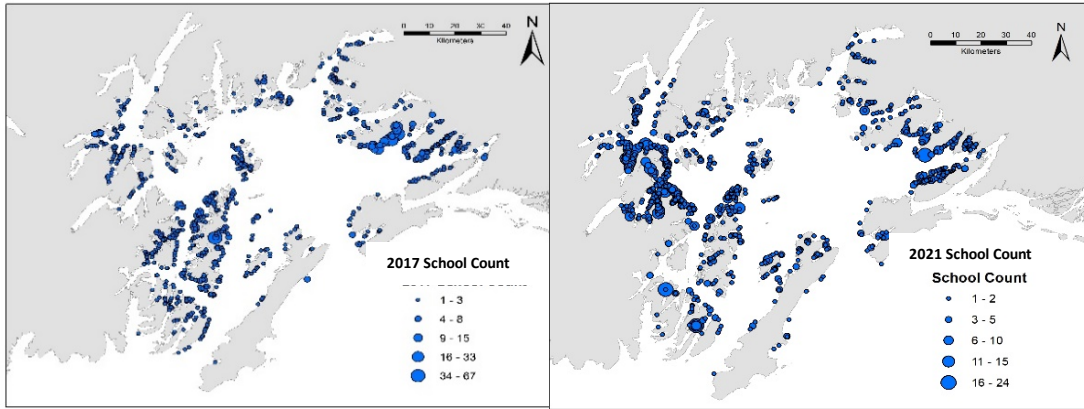 0 10 20 30 40
Kilometers
N
2017 School Count
1 - 3
4 - 8
9 - 15
16 - 33
34 - 67
0 10 20 30 40
Kilometers
N
2021 School Count
School Count
1 - 2
3 - 5
6 - 10
11 - 15
16 - 24